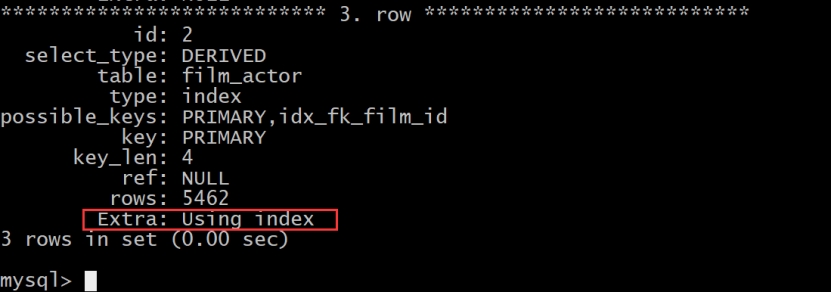 *************************** 3. row ***************************
id: 2
select_type: DERIVED
table: film_actor
type: index
possible_keys: PRIMARY,idx_fk_film_id
key: PRIMARY
key_len: 4
ref: NULL
rows: 5462
Extra: Using index
3 rows in set (0.00 sec)
mysql>